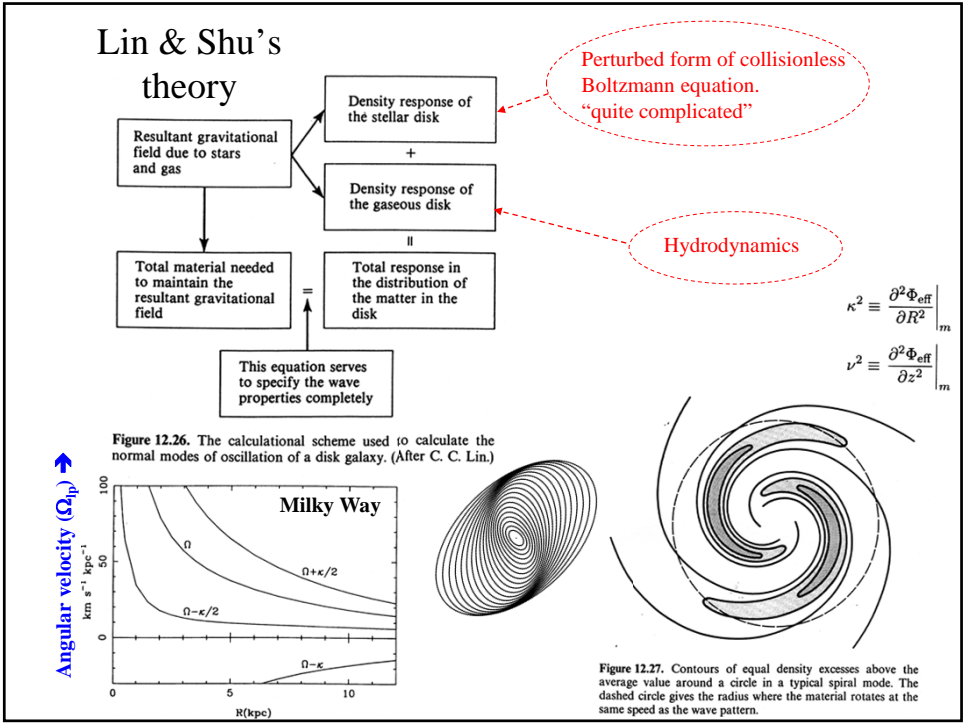 Lin & Shu's
theory
Perturbed form of collisionless
Boltzmann equation.
“quite complicated”
Density response of
the stellar disk
Resultant gravitational
field due to stars
and gas
+
Density response of
the gaseous disk
=
Hydrodynamics
Total material needed
to maintain the
resultant gravitational
field
=
Total response in
the distribution of
the matter in the
disk
This equation serves
to specify the wave
properties completely
κ² ≡ ∂²Φeff/∂R² |m
ν² ≡ ∂²Φeff/∂z² |m
Figure 12.26. The calculational scheme used to calculate the
normal modes of oscillation of a disk galaxy. (After C. C. Lin.)
Angular velocity (Ωlp) ➔
km s⁻¹ kpc⁻¹
100
50
0
Milky Way
Ω
Ω+κ/2
Ω−κ/2
Ω−κ
0 5 10
R(kpc)
Figure 12.27. Contours of equal density excesses above the
average value around a circle in a typical spiral mode. The
dashed circle gives the radius where the material rotates at the
same speed as the wave pattern.